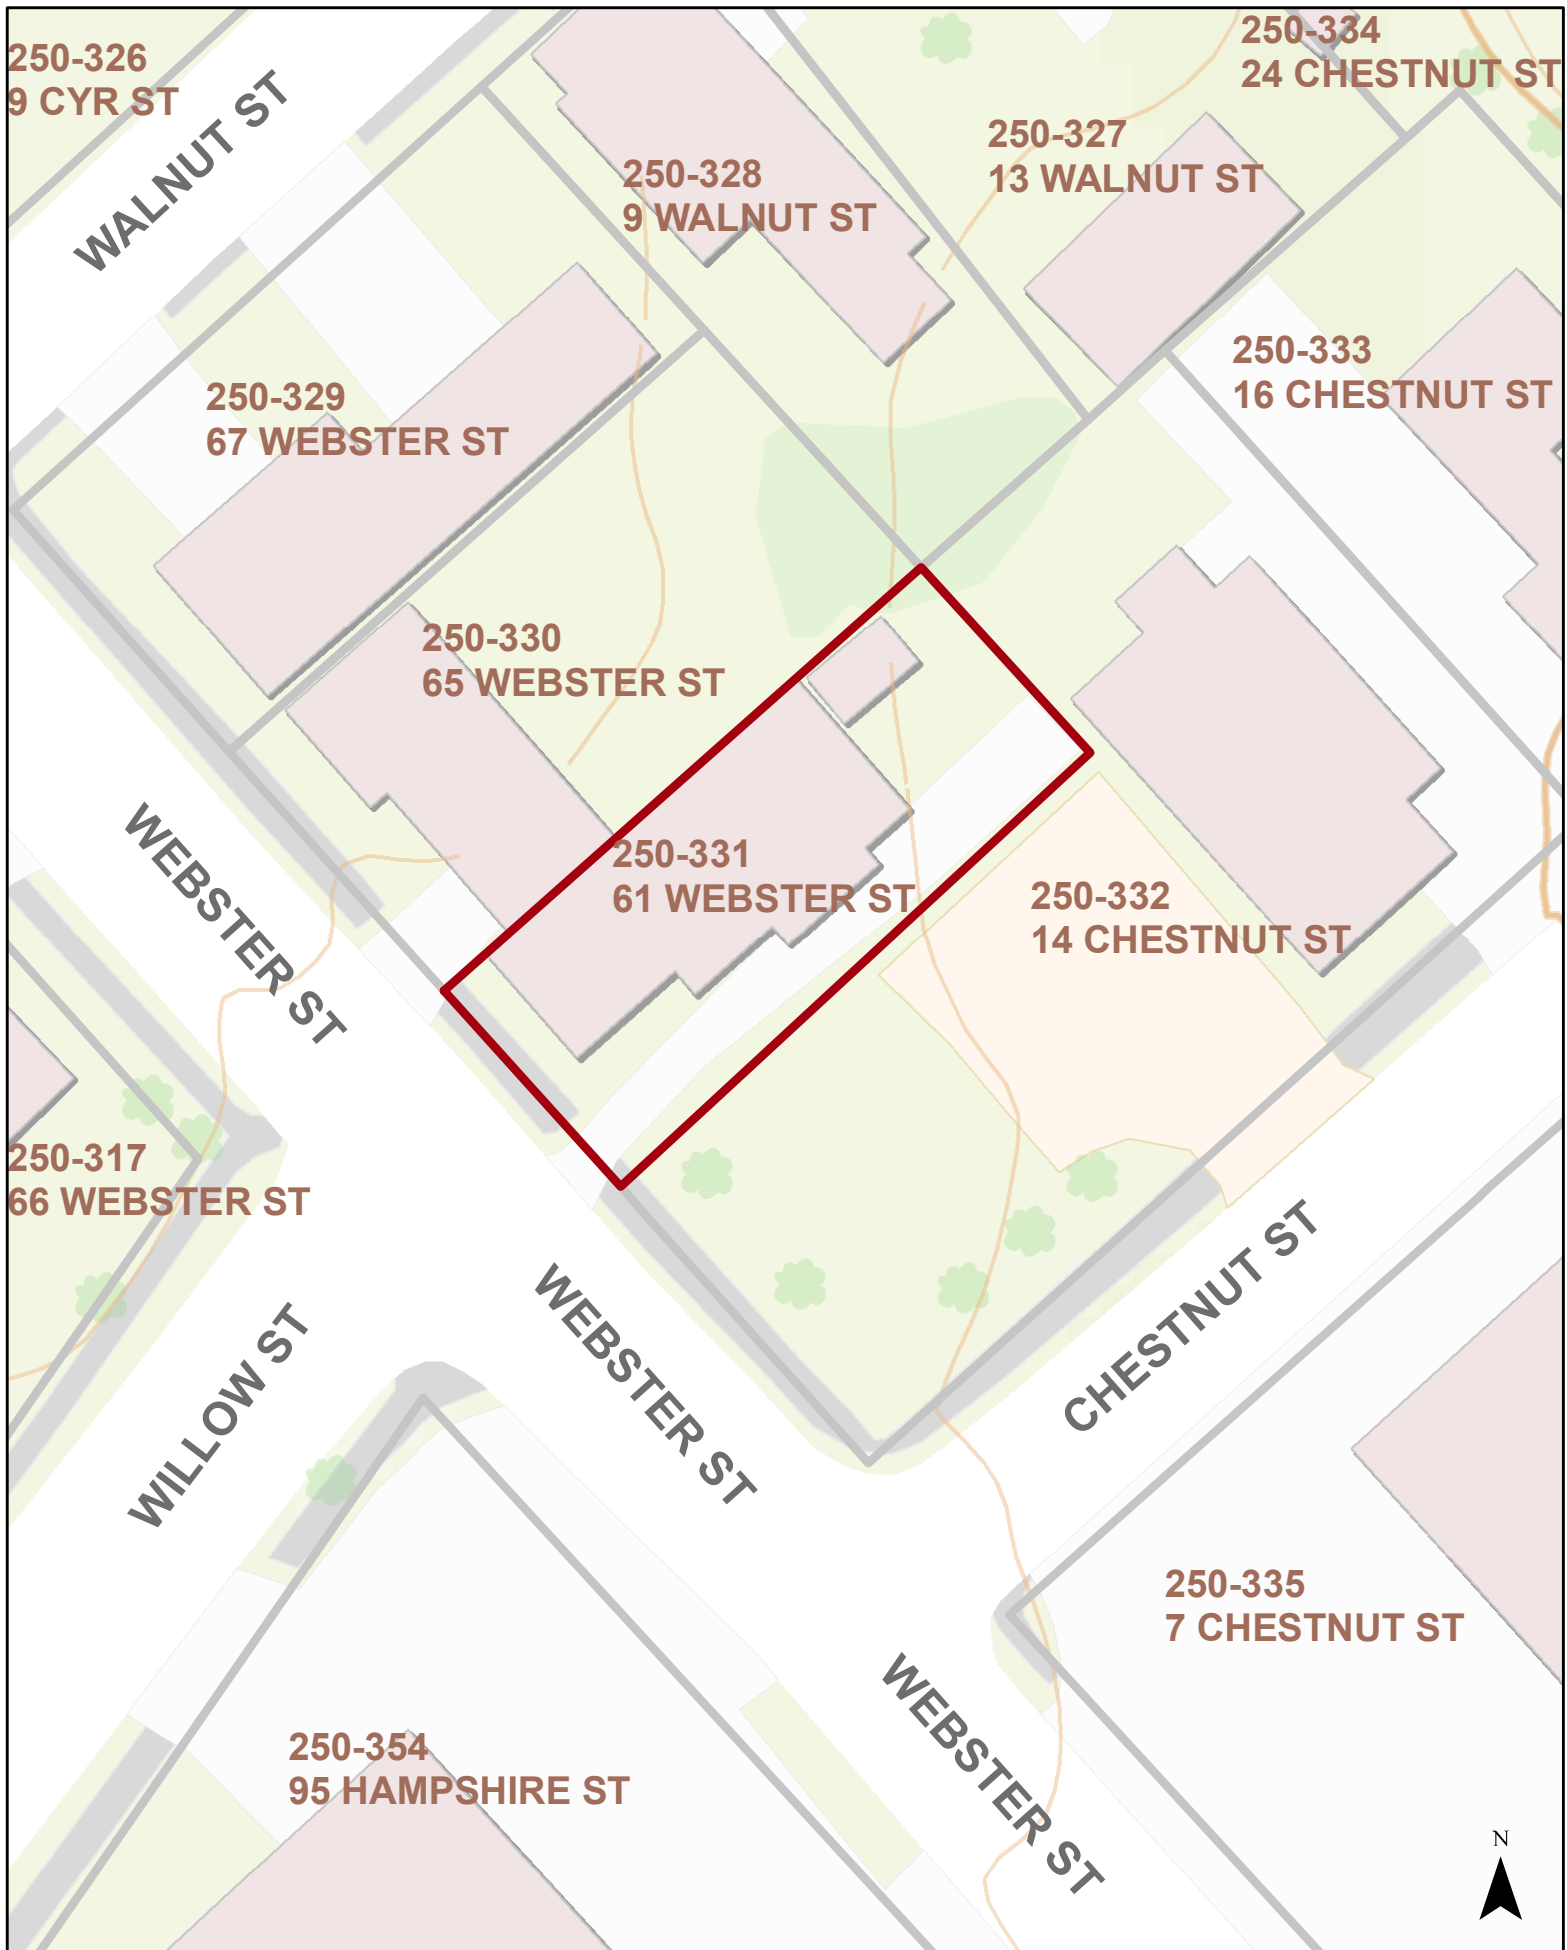 250-326
9 CYR ST
WALNUT ST
250-334
24 CHESTNUT ST
250-327
13 WALNUT ST
250-328
9 WALNUT ST
250-333
16 CHESTNUT ST
250-329
67 WEBSTER ST
250-330
65 WEBSTER ST
250-331
61 WEBSTER ST
250-332
14 CHESTNUT ST
WEBSTER ST
250-317
66 WEBSTER ST
WILLOW ST
WEBSTER ST
CHESTNUT ST
250-335
7 CHESTNUT ST
250-354
95 HAMPSHIRE ST
WEBSTER ST
N